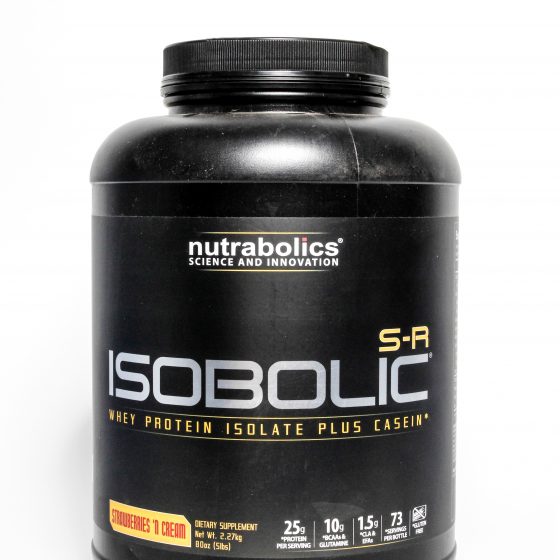 nutrabolics®
SCIENCE AND INNOVATION
S-R
ISOBOLIC®
WHEY PROTEIN ISOLATE PLUS CASEIN*
STRAWBERRIES 'N CREAM
DIETARY SUPPLEMENT
Net Wt. 2.27kg
80oz (5lbs)
25g
*PROTEIN
PER SERVING
10g
*BCAAs &
GLUTAMINE
1.5g
*CLA &
EFAs
73
*SERVINGS
PER BOTTLE
*GLUTEN
FREE